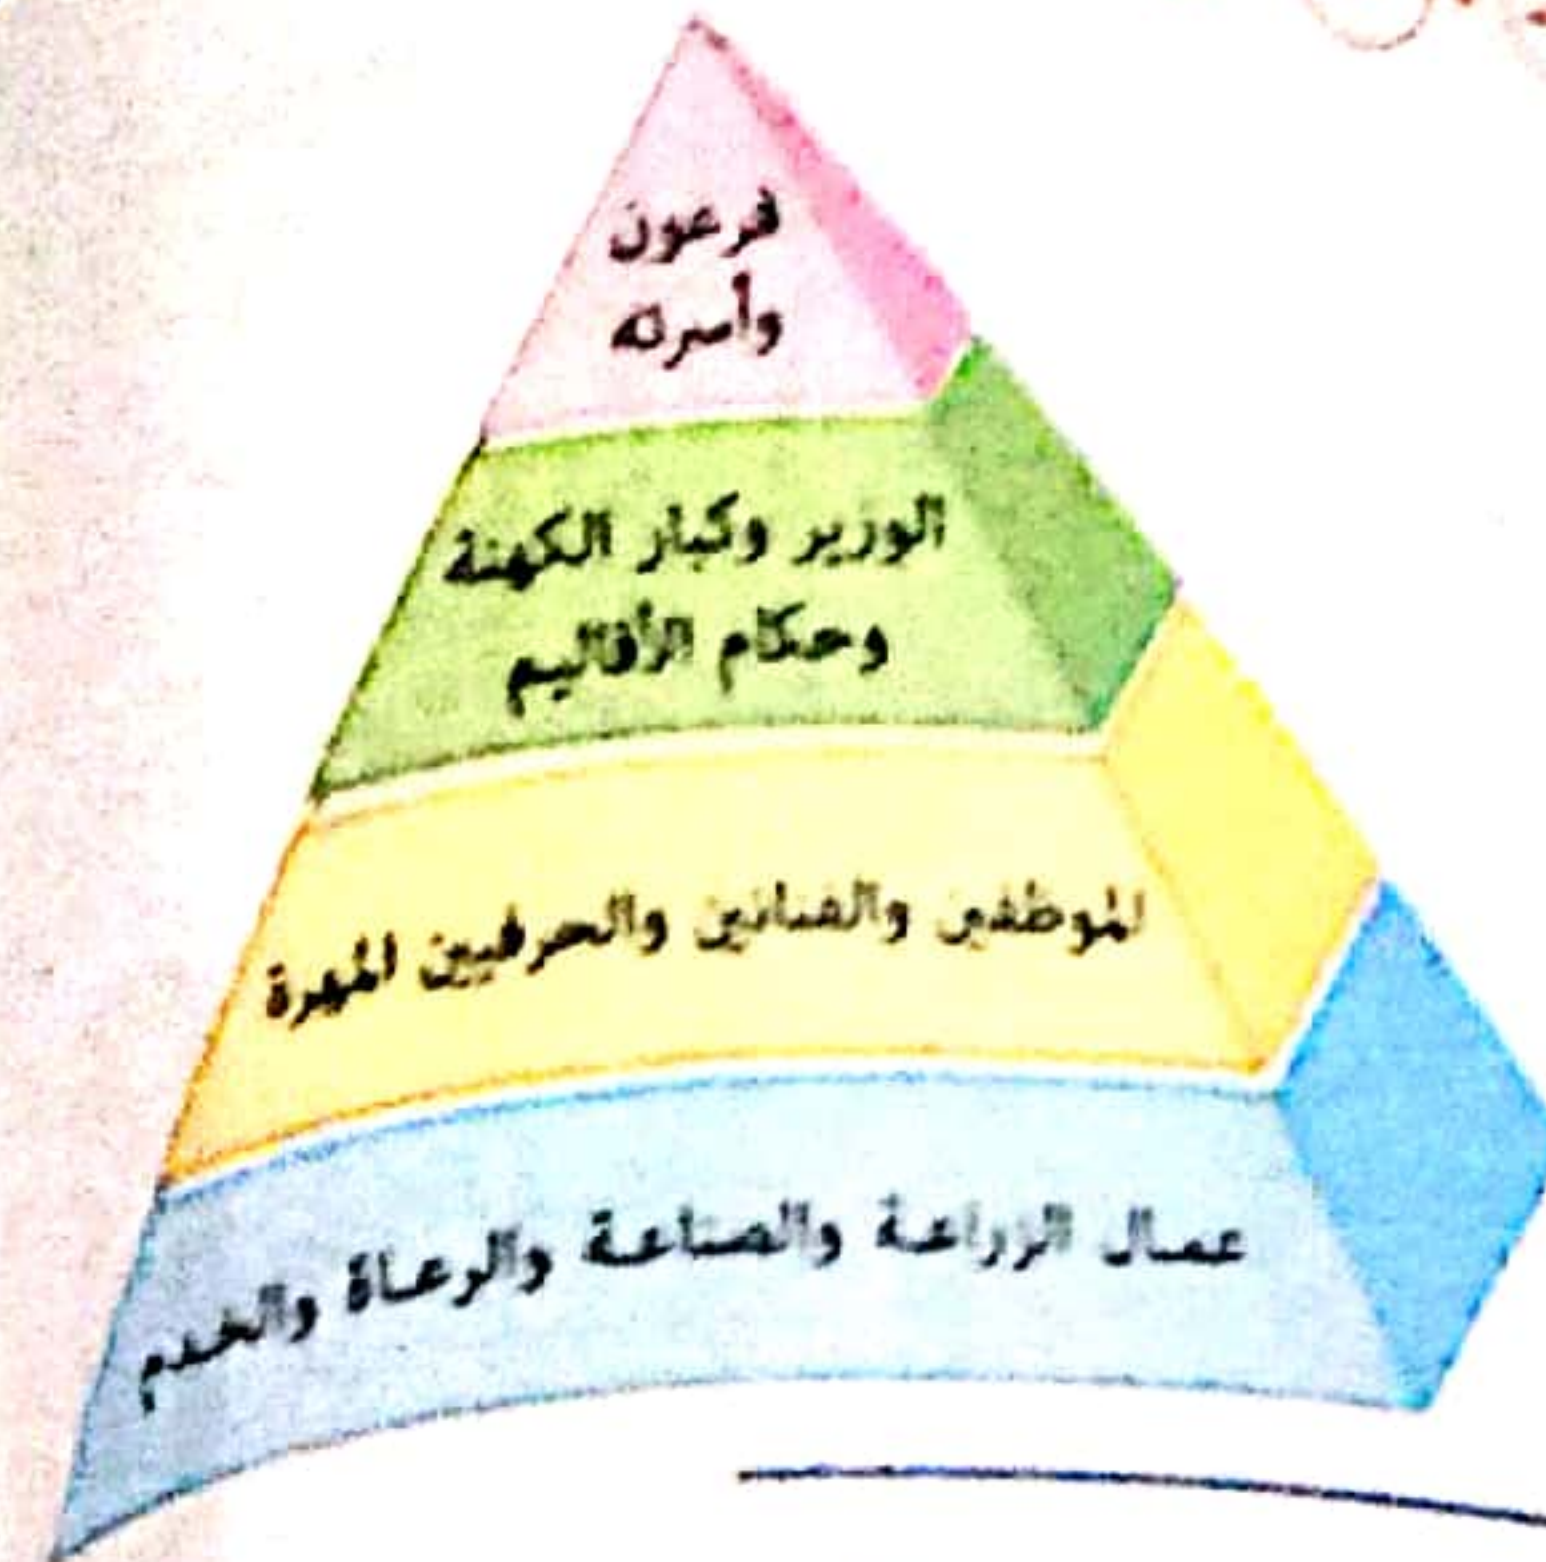 فرعون
وأسرته
الوزير وكبار الكهنة
وحكام الأقاليم
الموظفين والفنانين والحرفيين المهرة
عمال الزراعة والصناعة والرعاة والخدم